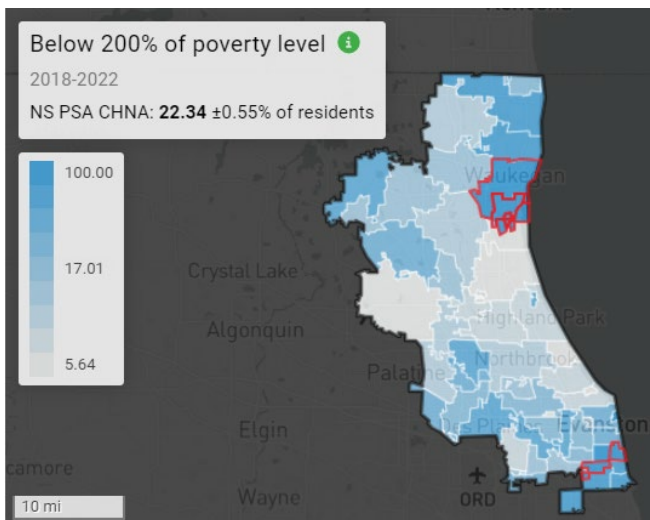 Below 200% of poverty level i
2018-2022
NS PSA CHNA: 22.34 ±0.55% of residents
100.00
17.01
5.64
Waukegan
Crystal Lake
Highland Park
Algonquin
Northbrook
Palatine
Des Plaines
Evanston
Elgin
camore
ORD
Wayne
10 mi